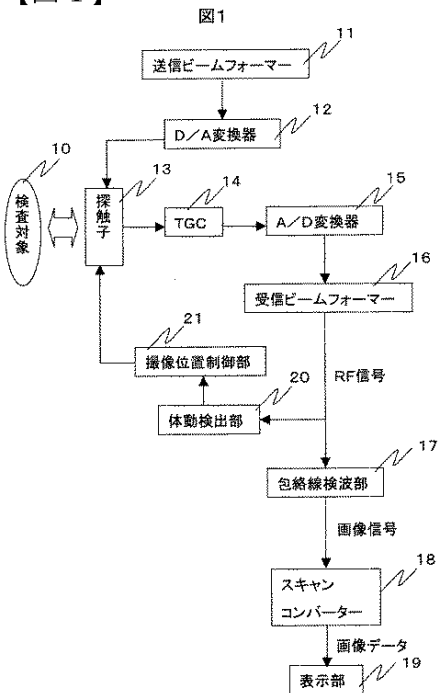 図1
11
送信ビームフォーマー
12
D/A変換器
10
検査対象
13
探触子
14
TGC
15
A/D変換器
16
受信ビームフォーマー
21
撮像位置制御部
RF信号
20
体動検出部
17
包絡線検波部
画像信号
18
スキャン
コンバーター
画像データ
19
表示部